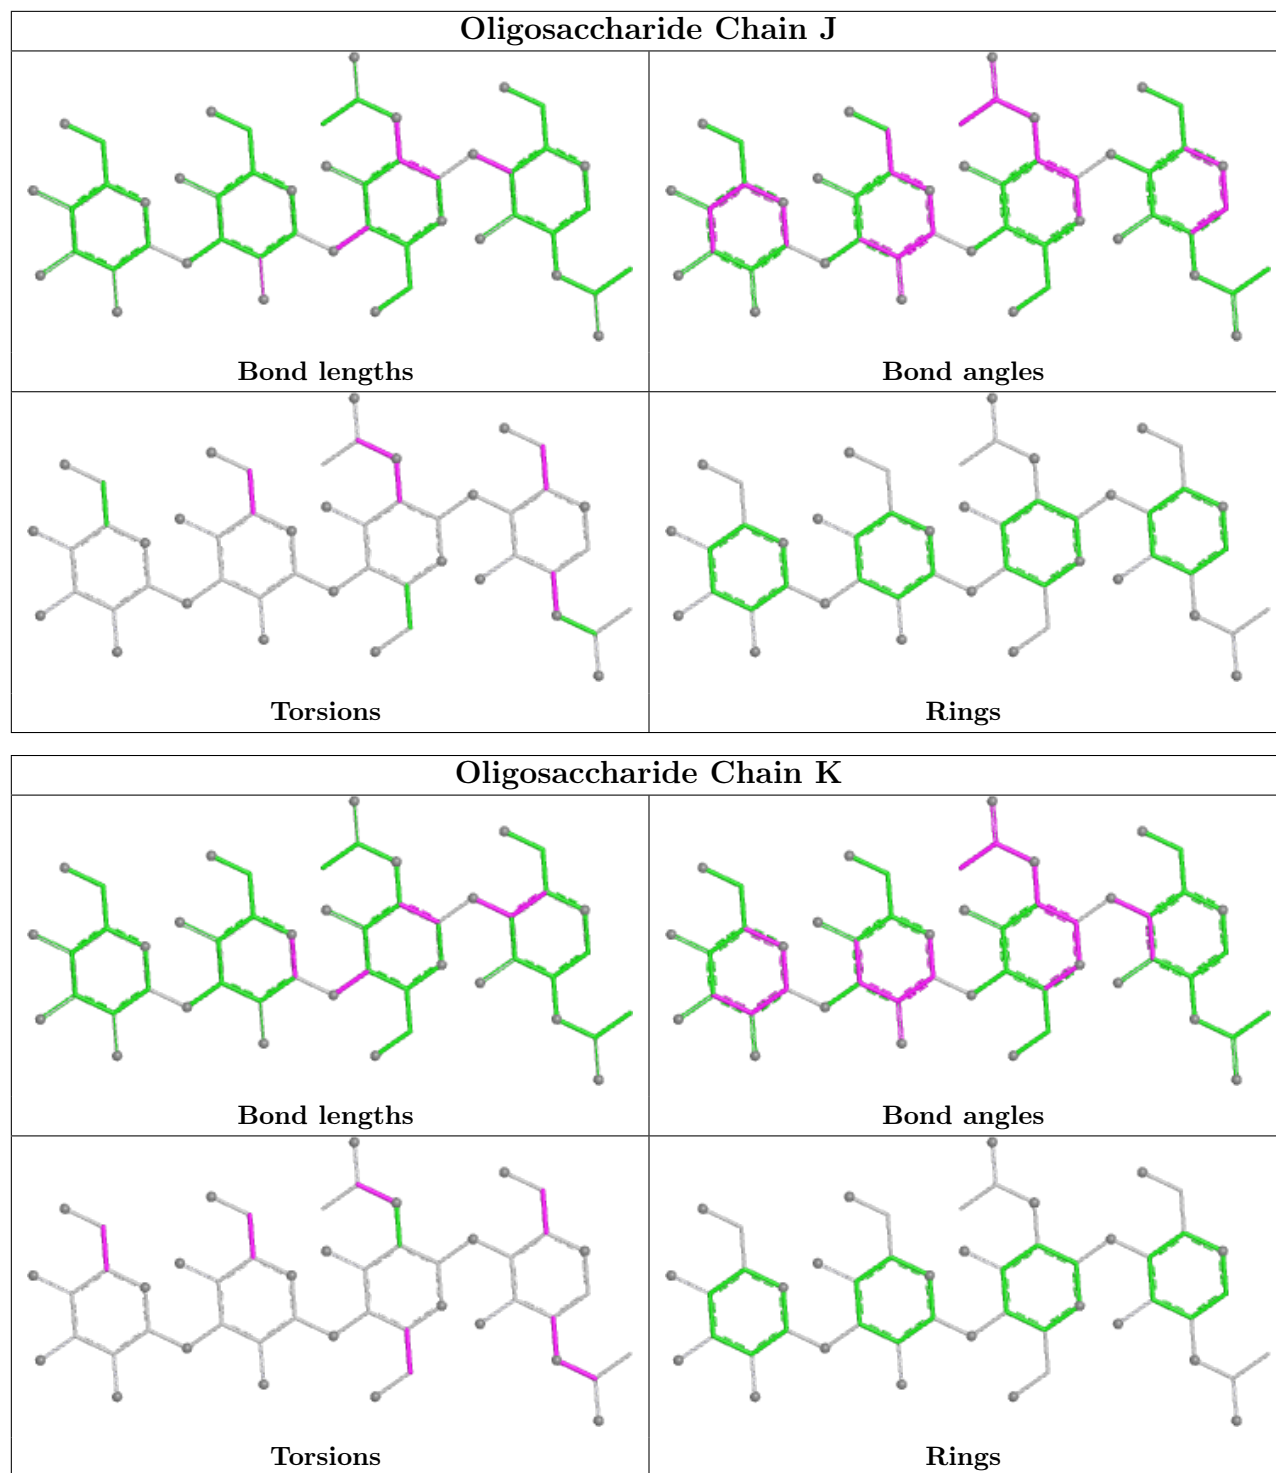 Oligosaccharide Chain J
Bond lengths
Bond angles
Torsions
Rings
Oligosaccharide Chain K
Bond lengths
Bond angles
Torsions
Rings